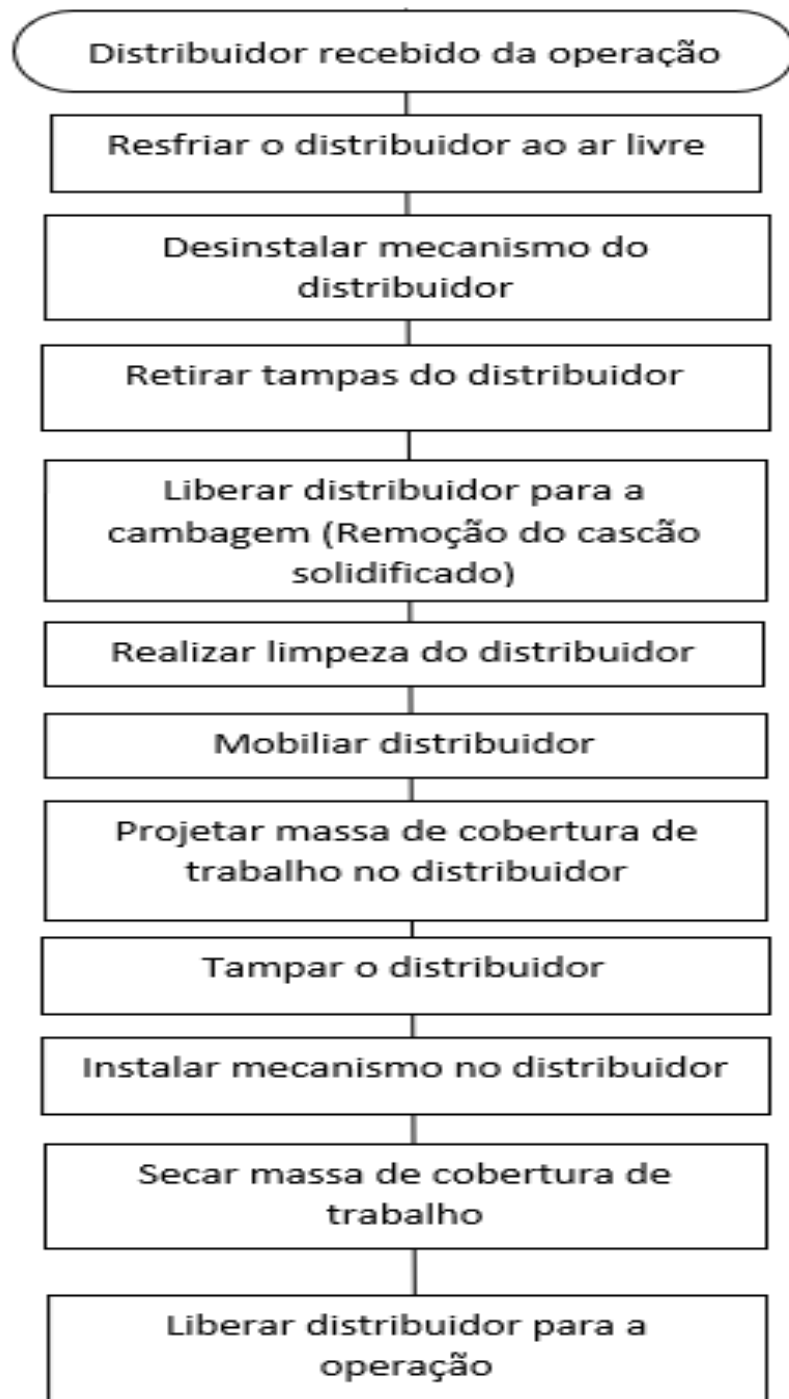 Distribuidor recebido da operação
Resfriar o distribuidor ao ar livre
Desinstalar mecanismo do
distribuidor
Retirar tampas do distribuidor
Liberar distribuidor para a
cambagem (Remoção do cascão
solidificado)
Realizar limpeza do distribuidor
Mobiliar distribuidor
Projetar massa de cobertura de
trabalho no distribuidor
Tampar o distribuidor
Instalar mecanismo no distribuidor
Secar massa de cobertura de
trabalho
Liberar distribuidor para a
operação